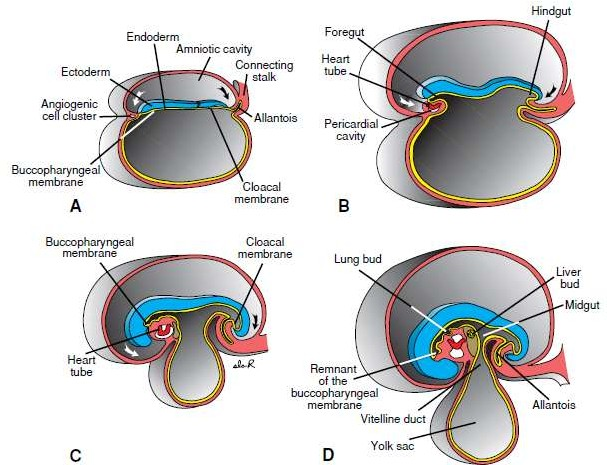 Endoderm
Amniotic cavity
Connecting
stalk
Ectoderm
Angiogenic
cell cluster
Allantois
Buccopharyngeal
membrane
Cloacal
membrane
A
Hindgut
Foregut
Heart
tube
Pericardial
cavity
B
Buccopharyngeal
membrane
Cloacal
membrane
Heart
tube
C
Lung bud
Liver
bud
Midgut
Remnant
of the
buccopharyngeal
membrane
Allantois
Vitelline duct
Yolk sac
D